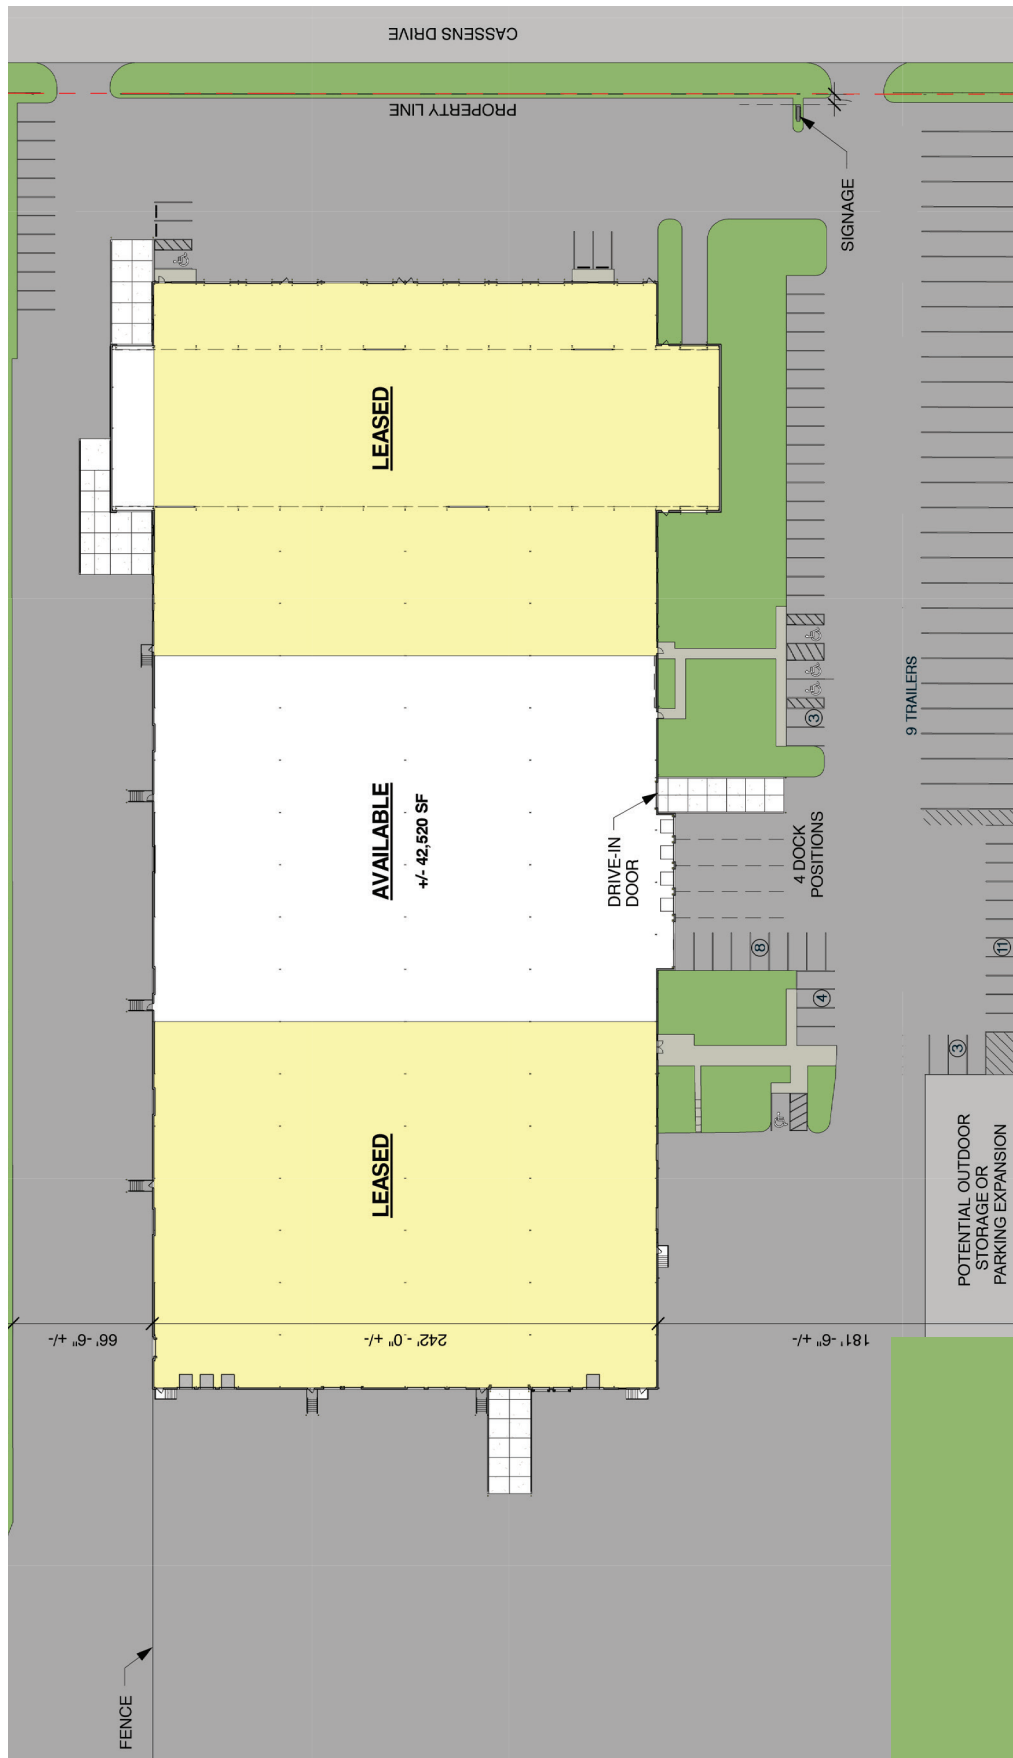 CASSENS DRIVE
PROPERTY LINE
SIGNAGE
LEASED
9 TRAILERS
3
AVAILABLE
+/- 42,520 SF
DRIVE-IN
DOOR
4 DOCK
POSITIONS
8
4
11
3
LEASED
POTENTIAL OUTDOOR
STORAGE OR
PARKING EXPANSION
66' -6" +/-
242' - 0" +/-
181' -6" +/-
FENCE